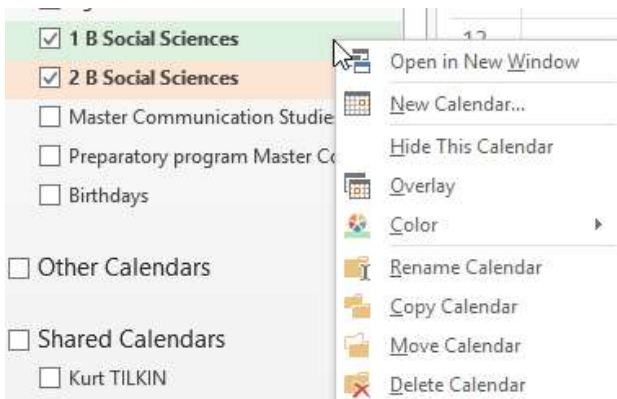 1 B Social Sciences
2 B Social Sciences
Master Communication Studie
Preparatory program Master Co
Birthdays
Other Calendars
Shared Calendars
Kurt TILKIN
12
Open in New Window
New Calendar...
Hide This Calendar
Overlay
Color
Rename Calendar
Copy Calendar
Move Calendar
Delete Calendar